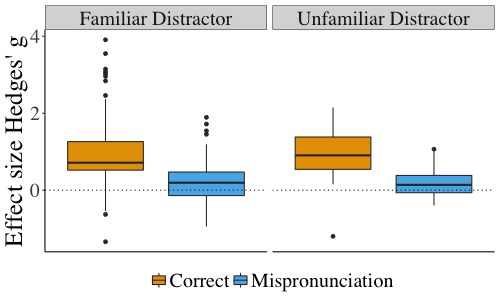 Familiar Distractor
Unfamiliar Distractor
Effect size Hedges' g
4
2
0
Correct
Mispronunciation